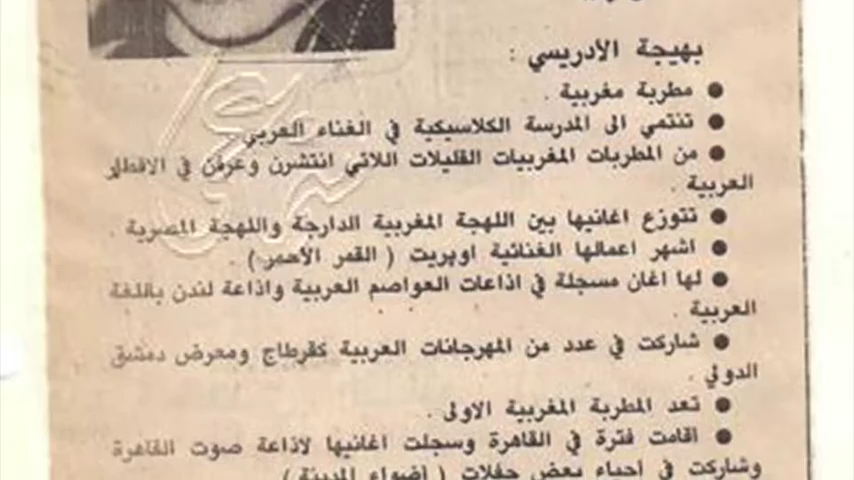 بهيجة الأدريسي :
● مطربة مغربية .
● تنتمي الى المدرسة الكلاسيكية في الغناء العربي
● من المطربات المغربيات القليلات اللاتي انتشرن وعرفن في الاقطار
العربية .
● تتوزع اغانيها بين اللهجة المغربية الدارجة واللهجة المصرية .
● اشهر اعمالها الغنائية اوبريت ( القمر الأحمر ) .
● لها اغان مسجلة في اذاعات العواصم العربية واذاعة لندن باللغة
العربية .
● شاركت في عدد من المهرجانات العربية كقرطاج ومعرض دمشق
الدولي .
● تعد المطربة المغربية الاولى .
● اقامت فترة في القاهرة وسجلت اغانيها لاذاعة صوت القاهرة
وشاركت في احياء بعض حفلات ( اضواء المدينة )